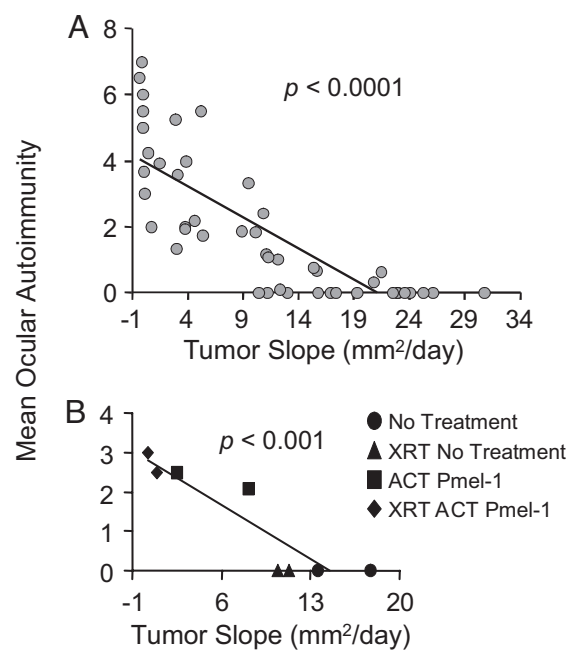 A
8
6
4
2
0
p < 0.0001
-1 4 9 14 19 24 29 34
Tumor Slope (mm²/day)
Mean Ocular Autoimmunity
B
4
3
2
1
0
p < 0.001
No Treatment
XRT No Treatment
ACT Pmel-1
XRT ACT Pmel-1
-1 6 13 20
Tumor Slope (mm²/day)